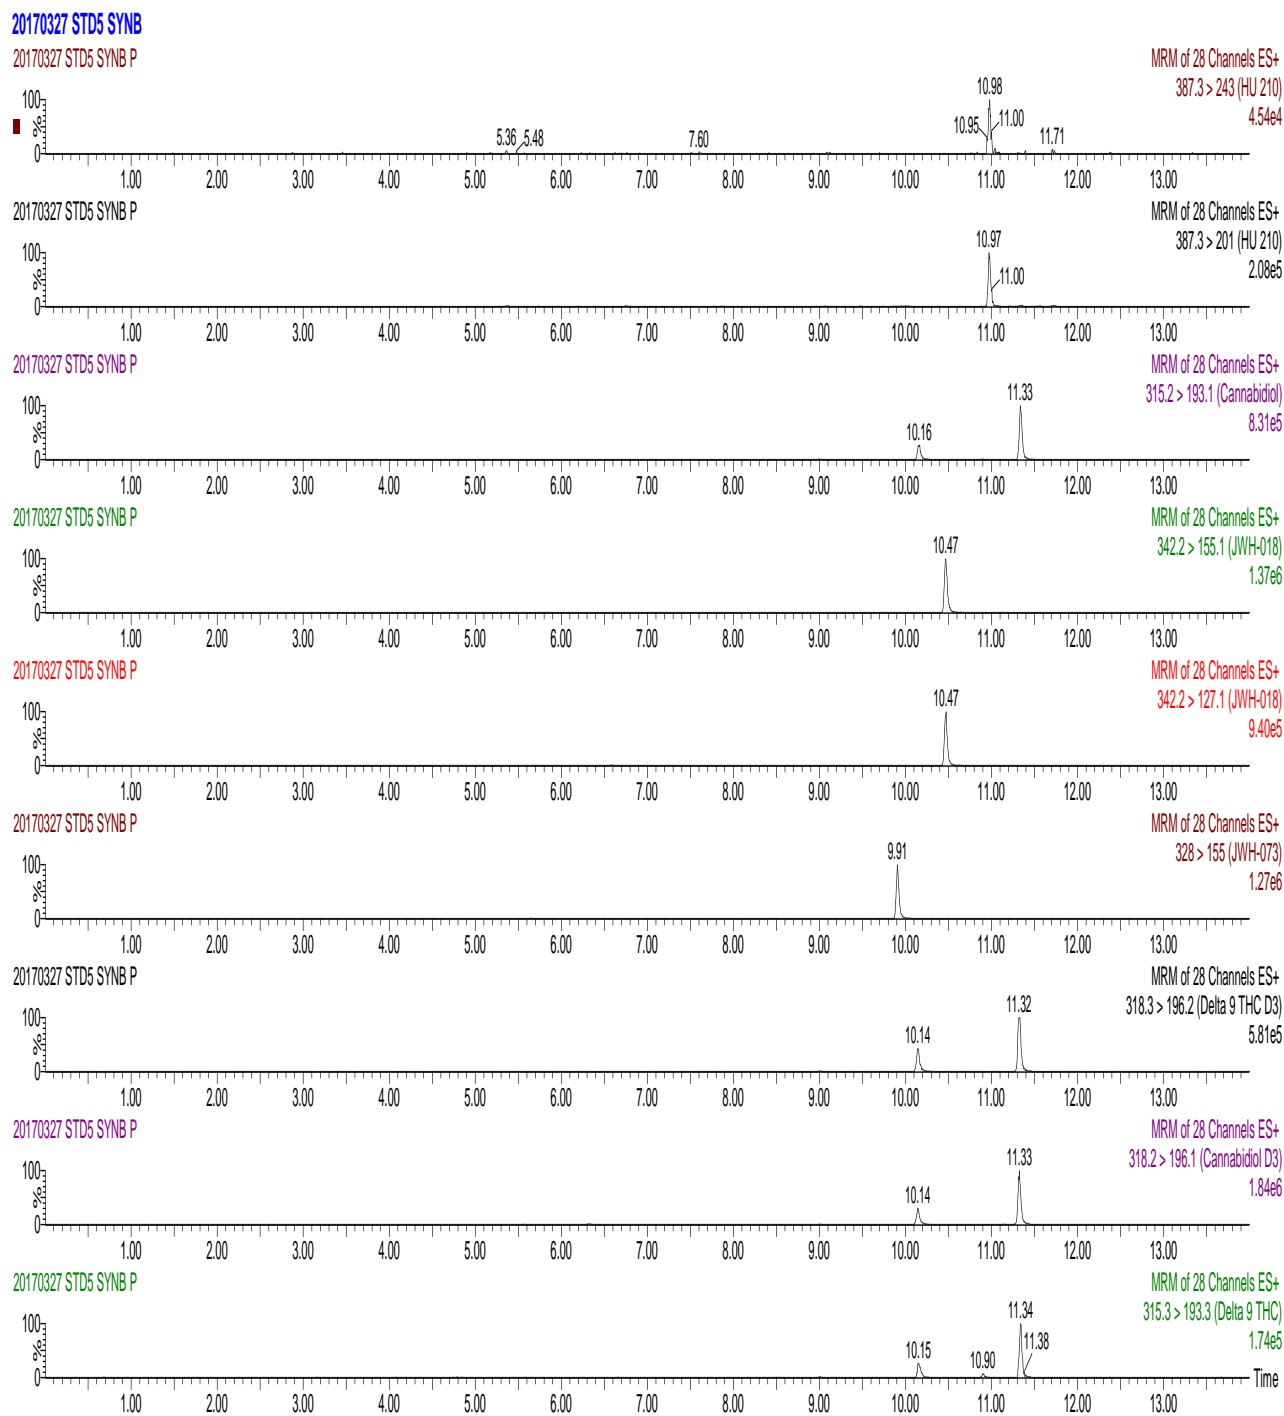 20170327 STD5 SYNB
20170327 STD5 SYNB P
MRM of 28 Channels ES+
387.3 > 243 (HU 210)
4.54e4
100
%
0
5.36
5.48
7.60
10.95
10.98
11.00
11.71
1.00 2.00 3.00 4.00 5.00 6.00 7.00 8.00 9.00 10.00 11.00 12.00 13.00
20170327 STD5 SYNB P
MRM of 28 Channels ES+
387.3 > 201 (HU 210)
2.08e5
100
%
0
10.97
11.00
1.00 2.00 3.00 4.00 5.00 6.00 7.00 8.00 9.00 10.00 11.00 12.00 13.00
20170327 STD5 SYNB P
MRM of 28 Channels ES+
315.2 > 193.1 (Cannabidiol)
8.31e5
100
%
0
10.16
11.33
1.00 2.00 3.00 4.00 5.00 6.00 7.00 8.00 9.00 10.00 11.00 12.00 13.00
20170327 STD5 SYNB P
MRM of 28 Channels ES+
342.2 > 155.1 (JWH-018)
1.37e6
100
%
0
10.47
1.00 2.00 3.00 4.00 5.00 6.00 7.00 8.00 9.00 10.00 11.00 12.00 13.00
20170327 STD5 SYNB P
MRM of 28 Channels ES+
342.2 > 127.1 (JWH-018)
9.40e5
100
%
0
10.47
1.00 2.00 3.00 4.00 5.00 6.00 7.00 8.00 9.00 10.00 11.00 12.00 13.00
20170327 STD5 SYNB P
MRM of 28 Channels ES+
328 > 155 (JWH-073)
1.27e6
100
%
0
9.91
1.00 2.00 3.00 4.00 5.00 6.00 7.00 8.00 9.00 10.00 11.00 12.00 13.00
20170327 STD5 SYNB P
MRM of 28 Channels ES+
318.3 > 196.2 (Delta 9 THC D3)
5.81e5
100
%
0
10.14
11.32
1.00 2.00 3.00 4.00 5.00 6.00 7.00 8.00 9.00 10.00 11.00 12.00 13.00
20170327 STD5 SYNB P
MRM of 28 Channels ES+
318.2 > 196.1 (Cannabidiol D3)
1.84e6
100
%
0
10.14
11.33
1.00 2.00 3.00 4.00 5.00 6.00 7.00 8.00 9.00 10.00 11.00 12.00 13.00
20170327 STD5 SYNB P
MRM of 28 Channels ES+
315.3 > 193.3 (Delta 9 THC)
1.74e5
100
%
0
10.15
10.90
11.34
11.38
Time
1.00 2.00 3.00 4.00 5.00 6.00 7.00 8.00 9.00 10.00 11.00 12.00 13.00